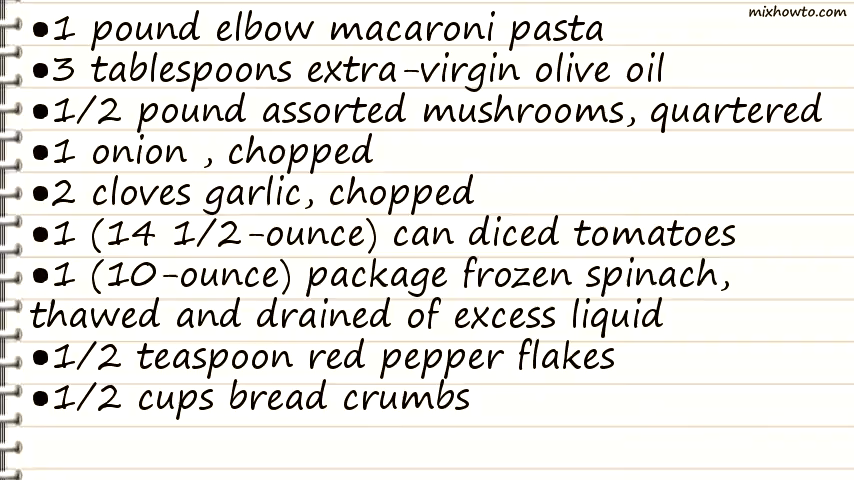 mixhowto.com
•1 pound elbow macaroni pasta
•3 tablespoons extra-virgin olive oil
•1/2 pound assorted mushrooms, quartered
•1 onion , chopped
•2 cloves garlic, chopped
•1 (14 1/2-ounce) can diced tomatoes
•1 (10-ounce) package frozen spinach,
thawed and drained of excess liquid
•1/2 teaspoon red pepper flakes
•1/2 cups bread crumbs